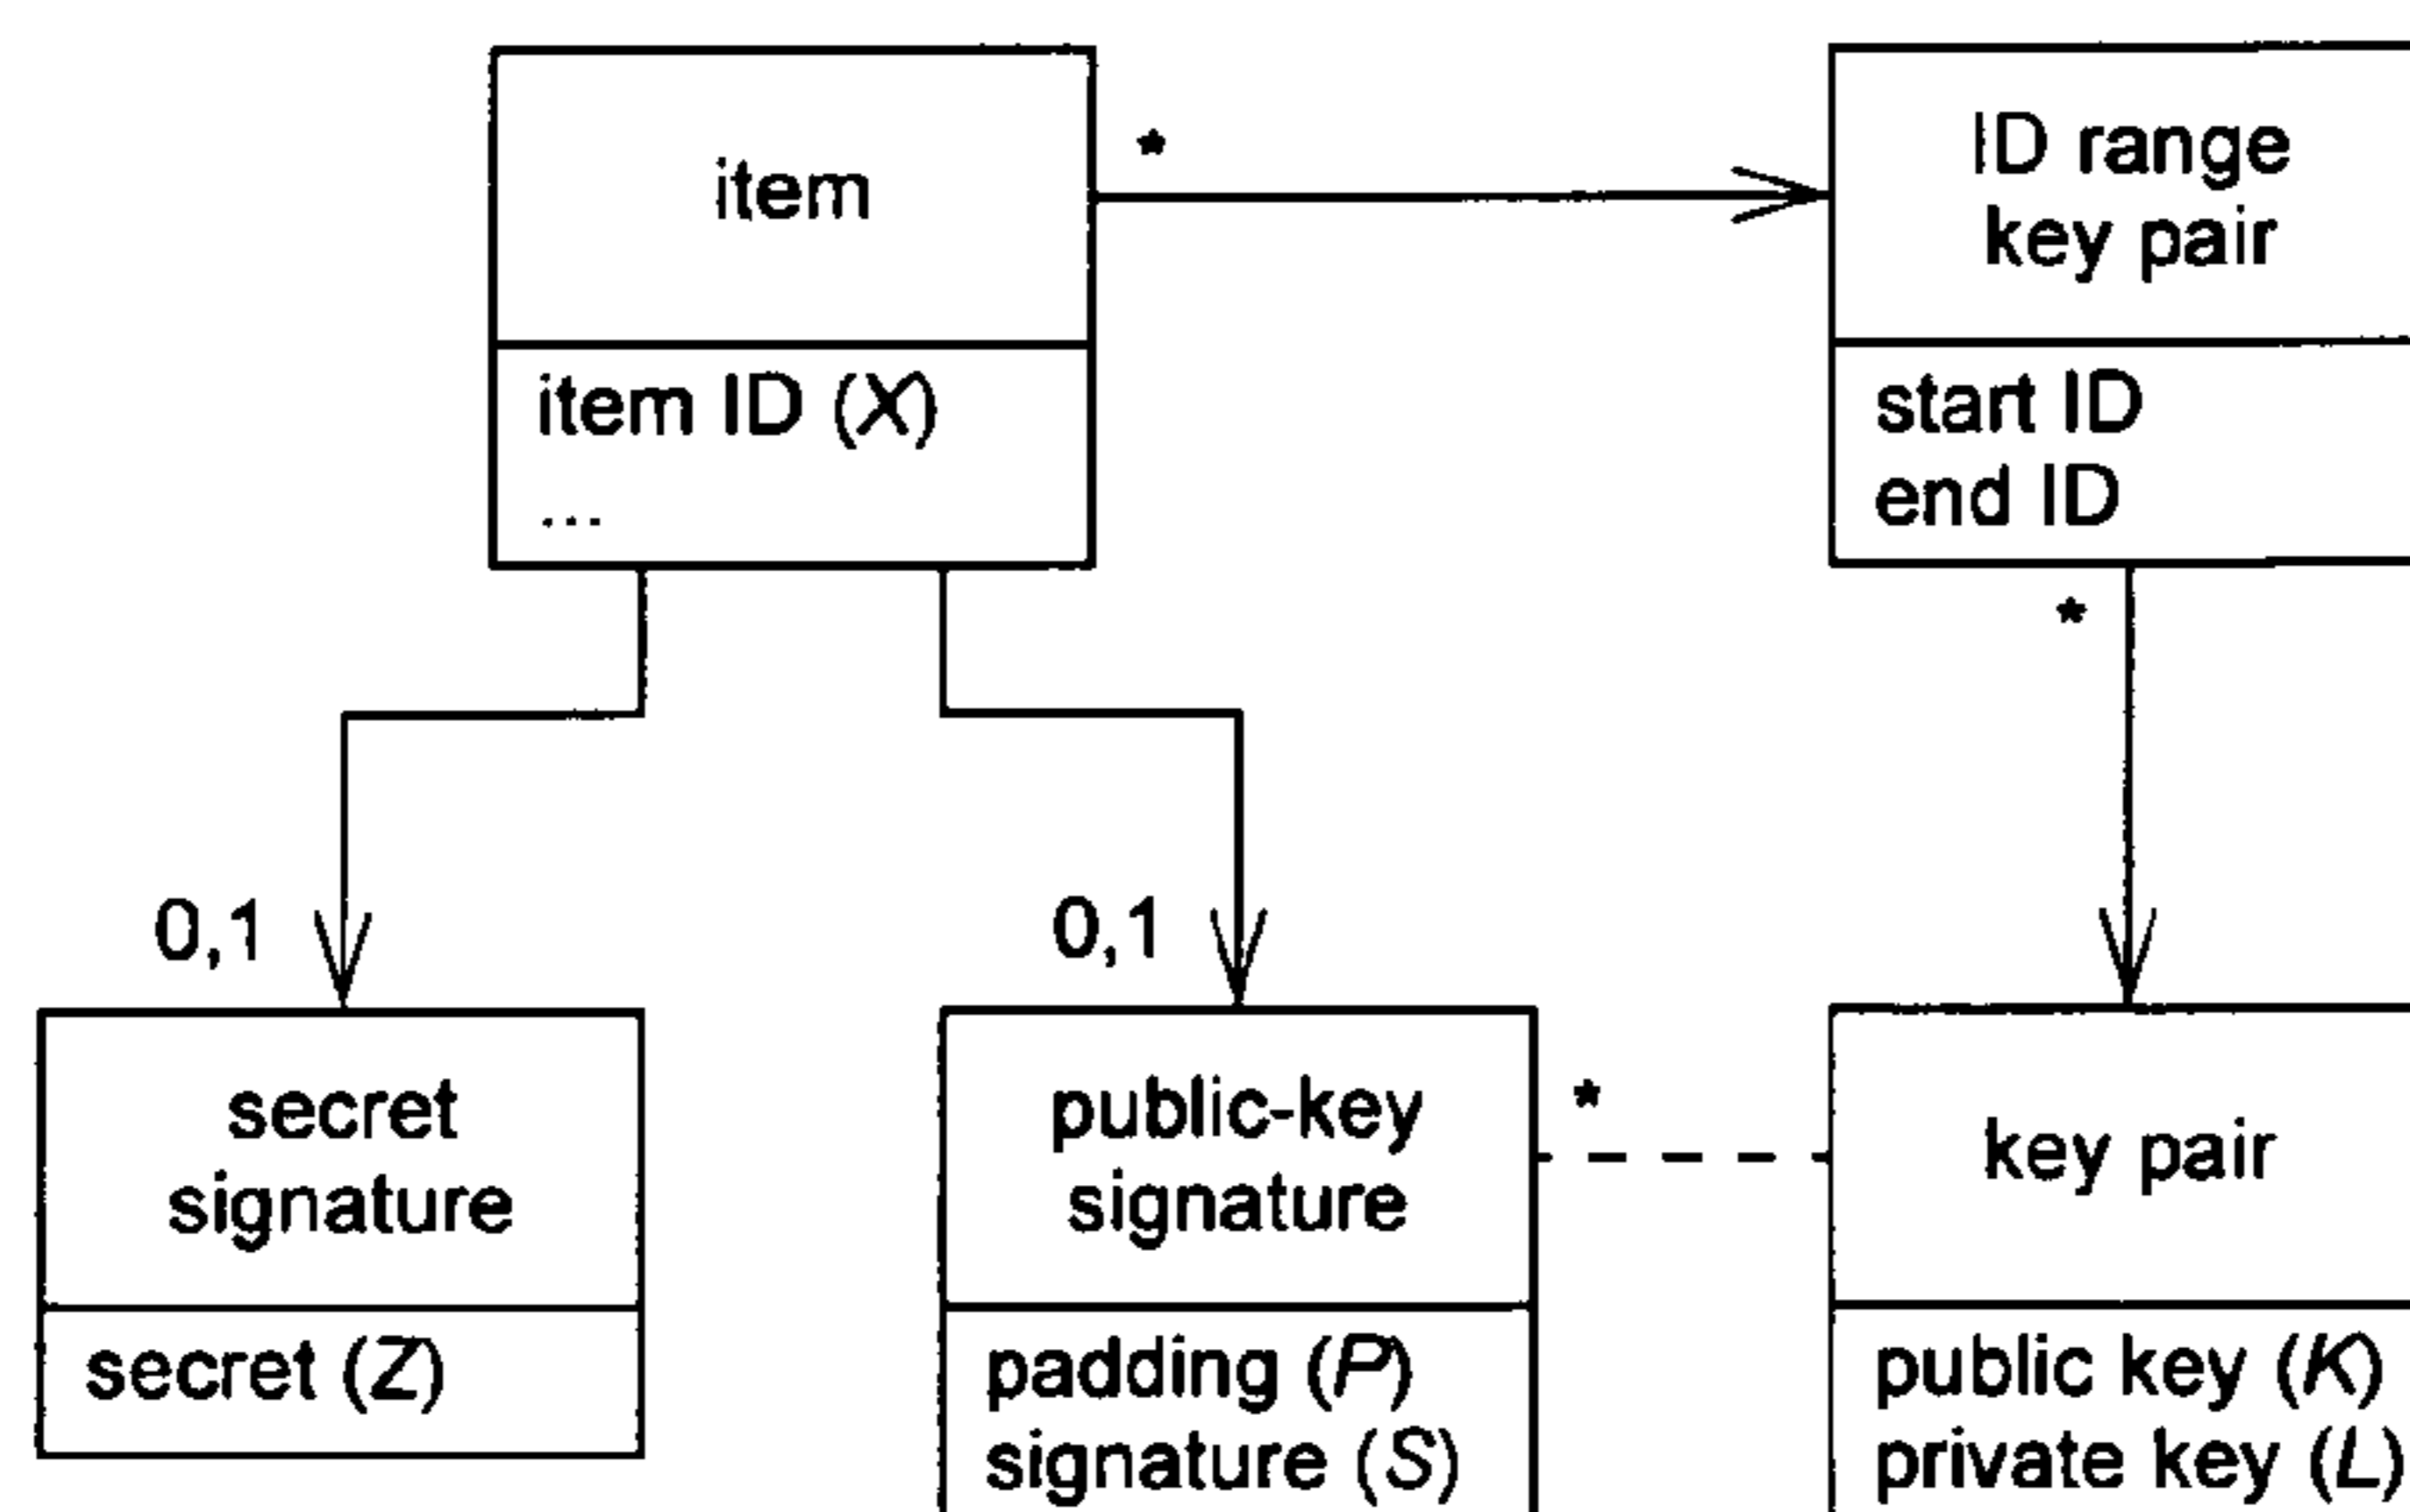 item
*
ID range
key pair
item ID (X)
...
start ID
end ID
*
0,1
0,1
secret
signature
public-key
signature
*
key pair
secret (Z)
padding (P)
signature (S)
public key (K)
private key (L)